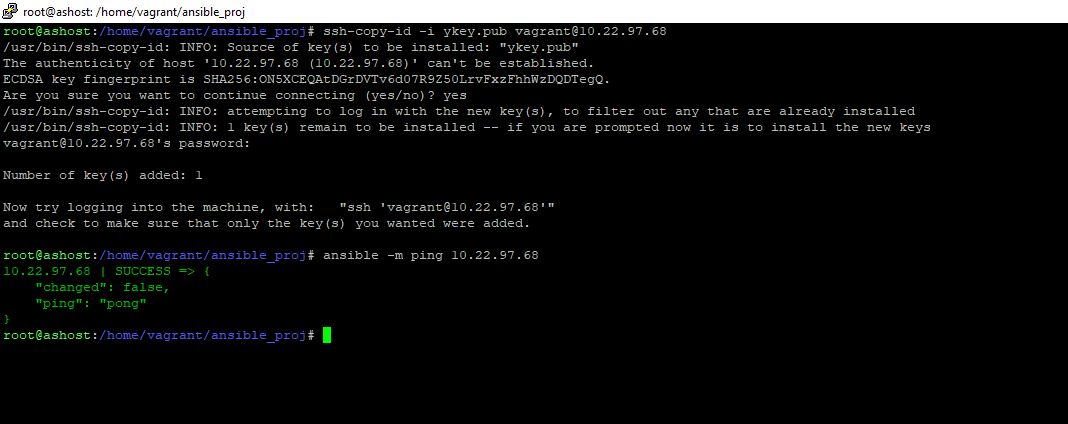 root@ashost: /home/vagrant/ansible_proj
root@ashost:/home/vagrant/ansible_proj# ssh-copy-id -i ykey.pub vagrant@10.22.97.68
/usr/bin/ssh-copy-id: INFO: Source of key(s) to be installed: "ykey.pub"
The authenticity of host '10.22.97.68 (10.22.97.68)' can't be established.
ECDSA key fingerprint is SHA256:ON5XCEQAtDGrDVTv6d07R9Z50LrvFxzFhhWzDQDTegQ.
Are you sure you want to continue connecting (yes/no)? yes
/usr/bin/ssh-copy-id: INFO: attempting to log in with the new key(s), to filter out any that are already installed
/usr/bin/ssh-copy-id: INFO: 1 key(s) remain to be installed -- if you are prompted now it is to install the new keys
vagrant@10.22.97.68's password:
Number of key(s) added: 1
Now try logging into the machine, with:   "ssh 'vagrant@10.22.97.68'"
and check to make sure that only the key(s) you wanted were added.
root@ashost:/home/vagrant/ansible_proj# ansible -m ping 10.22.97.68
10.22.97.68 | SUCCESS => {
    "changed": false,
    "ping": "pong"
}
root@ashost:/home/vagrant/ansible_proj#